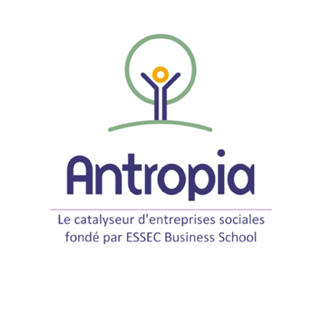 Antropia
Le catalyseur d'entreprises sociales
fondé par ESSEC Business School